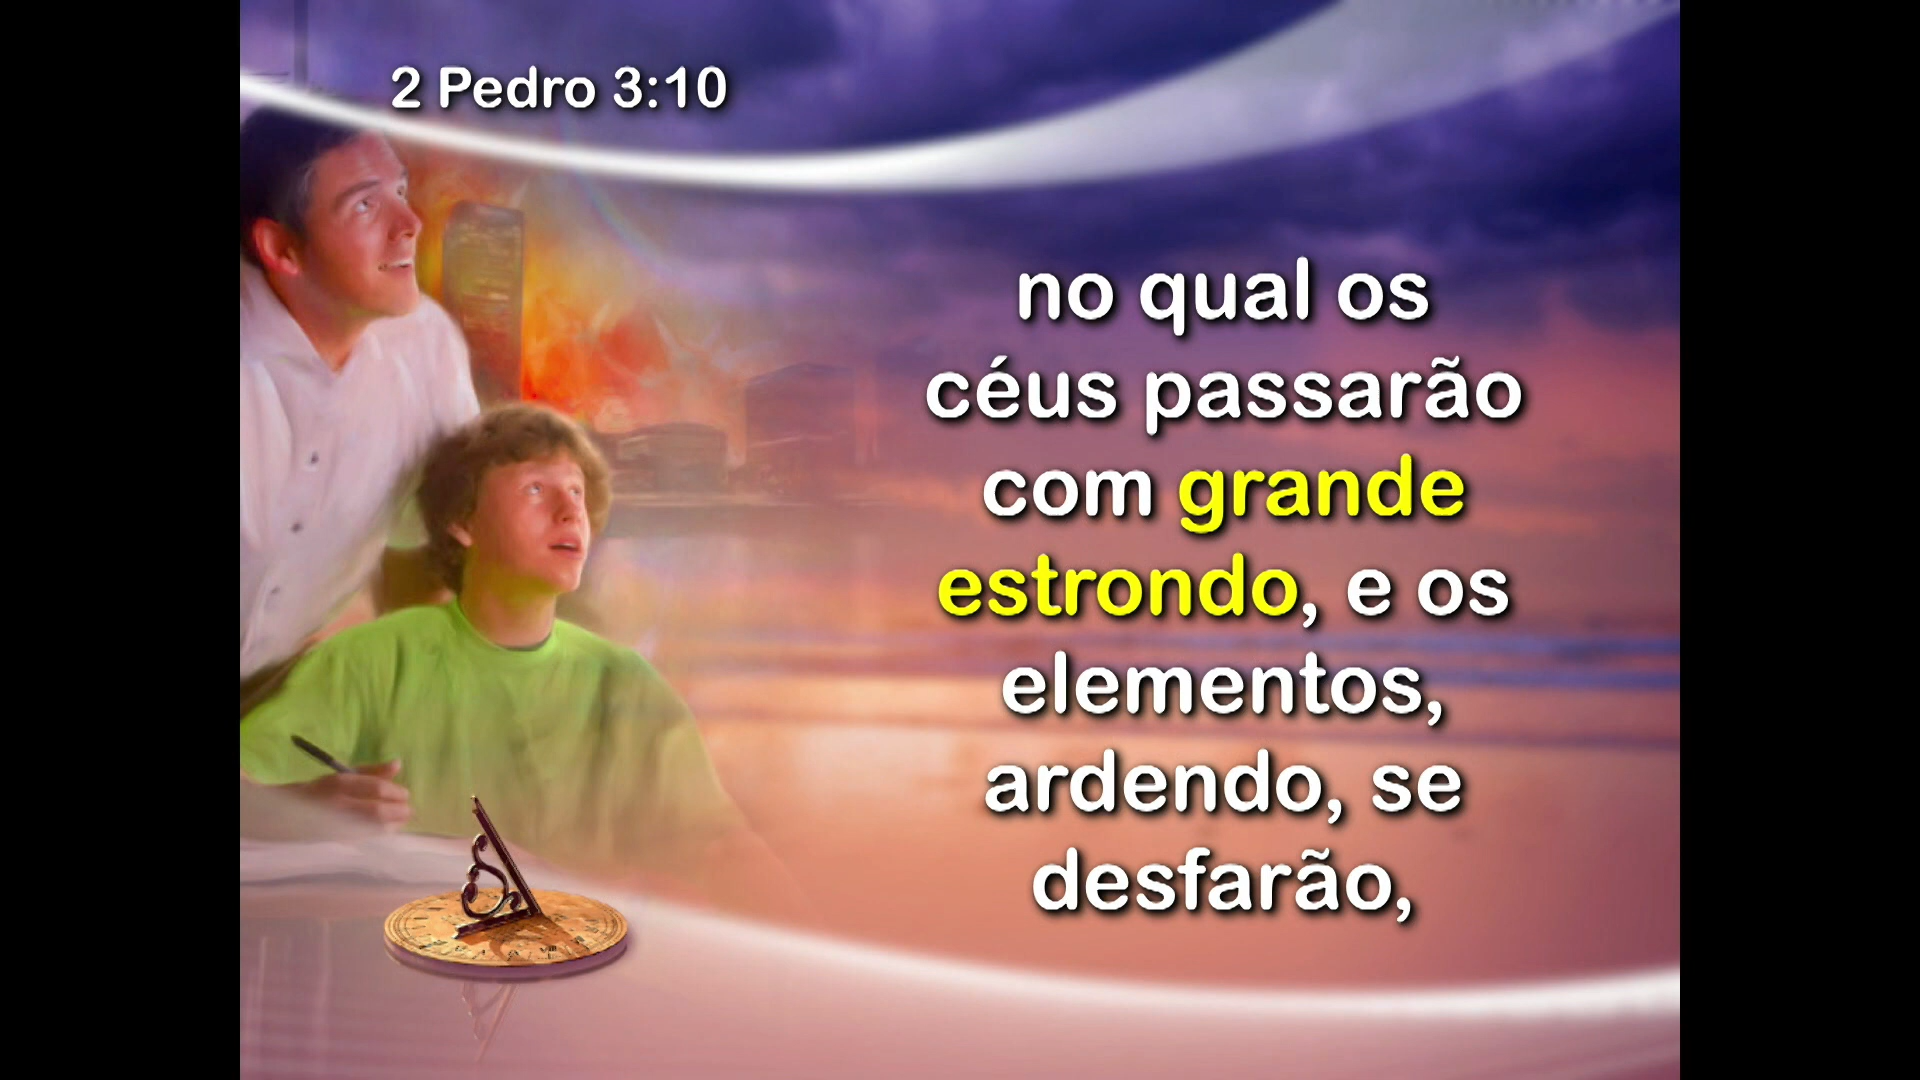 2 Pedro 3:10
no qual os
céus passarão
com grande
estrondo, e os
elementos,
ardendo, se
desfarão,